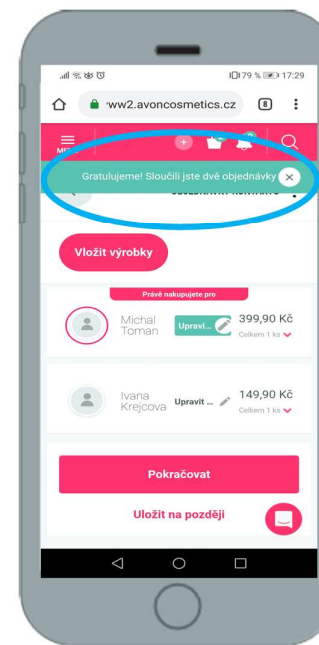 79 % 17:29
ww2.avoncosmetics.cz 8
Gratulujeme! Sloučili jste dvě objednávky
Vložit výrobky
Právě nakupujete pro
Michal
Toman
Upravi...
399,90 Kč
Celkem 1 ks
Ivana
Krejcova
Upravit ...
149,90 Kč
Celkem 1 ks
Pokračovat
Uložit na později